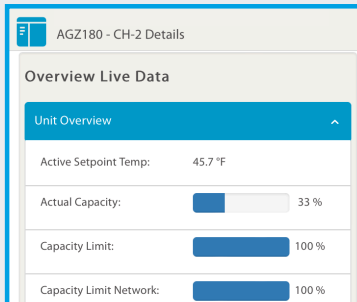 AGZ180 - CH-2 Details
Overview Live Data
Unit Overview
Active Setpoint Temp: 45.7 °F
Actual Capacity: 33 %
Capacity Limit: 100 %
Capacity Limit Network: 100 %